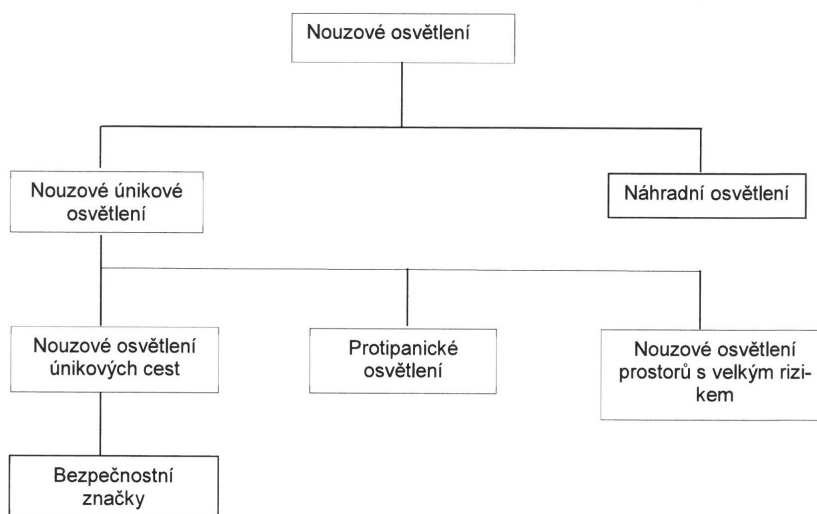 Nouzové osvětlení
Nouzové únikové
osvětlení
Náhradní osvětlení
Nouzové osvětlení
únikových cest
Protipanické
osvětlení
Nouzové osvětlení
prostorů s velkým rizi-
kem
Bezpečnostní
značky